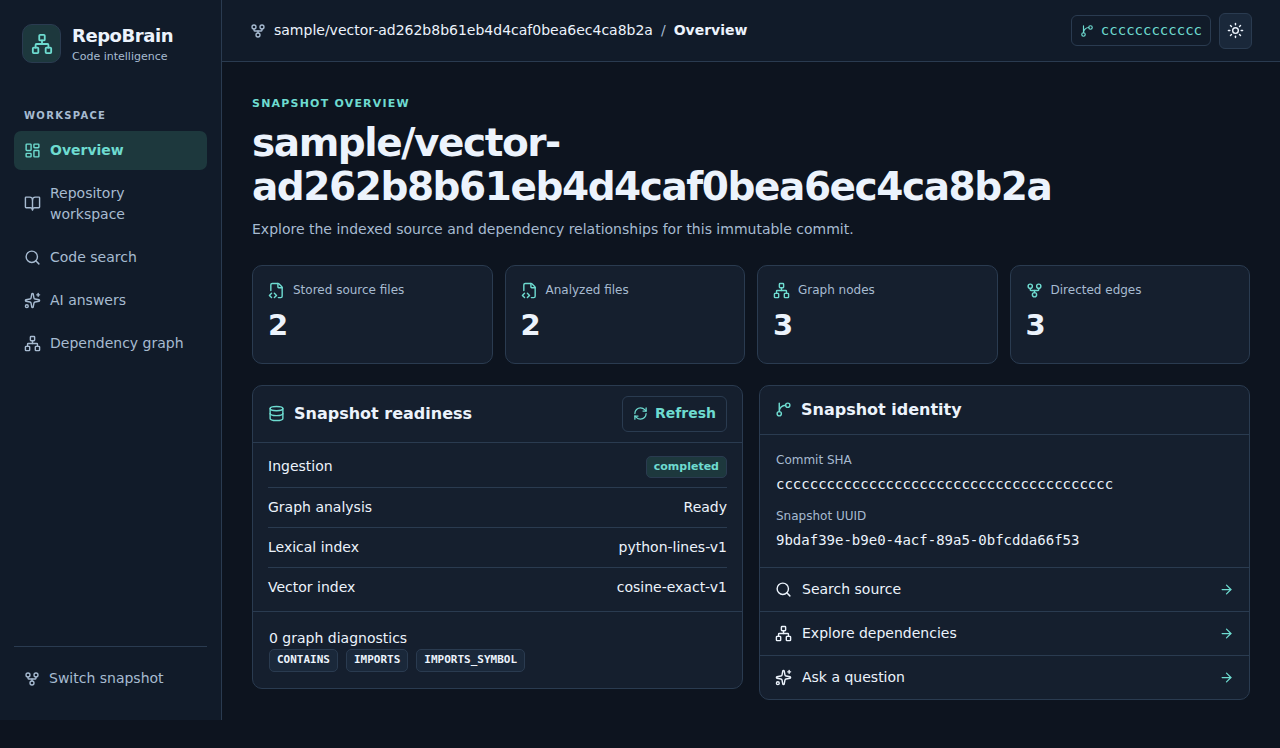 RepoBrain
Code intelligence
WORKSPACE
Overview
Repository
workspace
Code search
AI answers
Dependency graph
Switch snapshot
sample/vector-ad262b8b61eb4d4caf0bea6ec4ca8b2a / Overview
cccccccccccc
SNAPSHOT OVERVIEW
sample/vector-
ad262b8b61eb4d4caf0bea6ec4ca8b2a
Explore the indexed source and dependency relationships for this immutable commit.
Stored source files
2
Analyzed files
2
Graph nodes
3
Directed edges
3
Snapshot readiness
Refresh
Ingestion completed
Graph analysis Ready
Lexical index python-lines-v1
Vector index cosine-exact-v1
0 graph diagnostics
CONTAINS IMPORTS IMPORTS_SYMBOL
Snapshot identity
Commit SHA
cccccccccccccccccccccccccccccccccccccccc
Snapshot UUID
9bdaf39e-b9e0-4acf-89a5-0bfcdda66f53
Search source
Explore dependencies
Ask a question